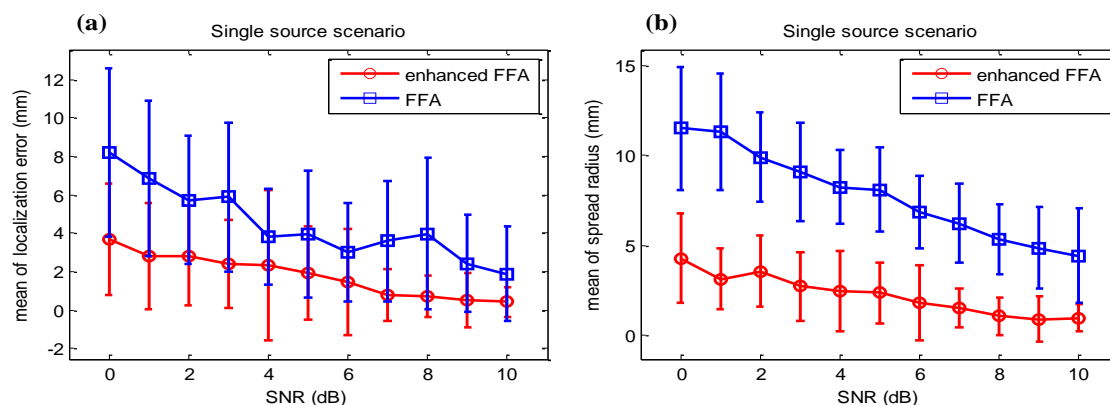 (a)
Single source scenario
enhanced FFA
FFA
mean of localization error (mm)
12
10
8
6
4
2
0
-2
0
2
4
6
8
10
SNR (dB)
(b)
Single source scenario
enhanced FFA
FFA
mean of spread radius (mm)
15
10
5
0
0
2
4
6
8
10
SNR (dB)